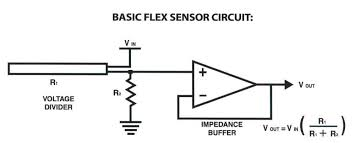 BASIC FLEX SENSOR CIRCUIT:
V IN
R1
VOLTAGE
DIVIDER
R2
+
−
IMPEDANCE
BUFFER
V OUT
V OUT = V IN ( R1 / R1 + R2 )